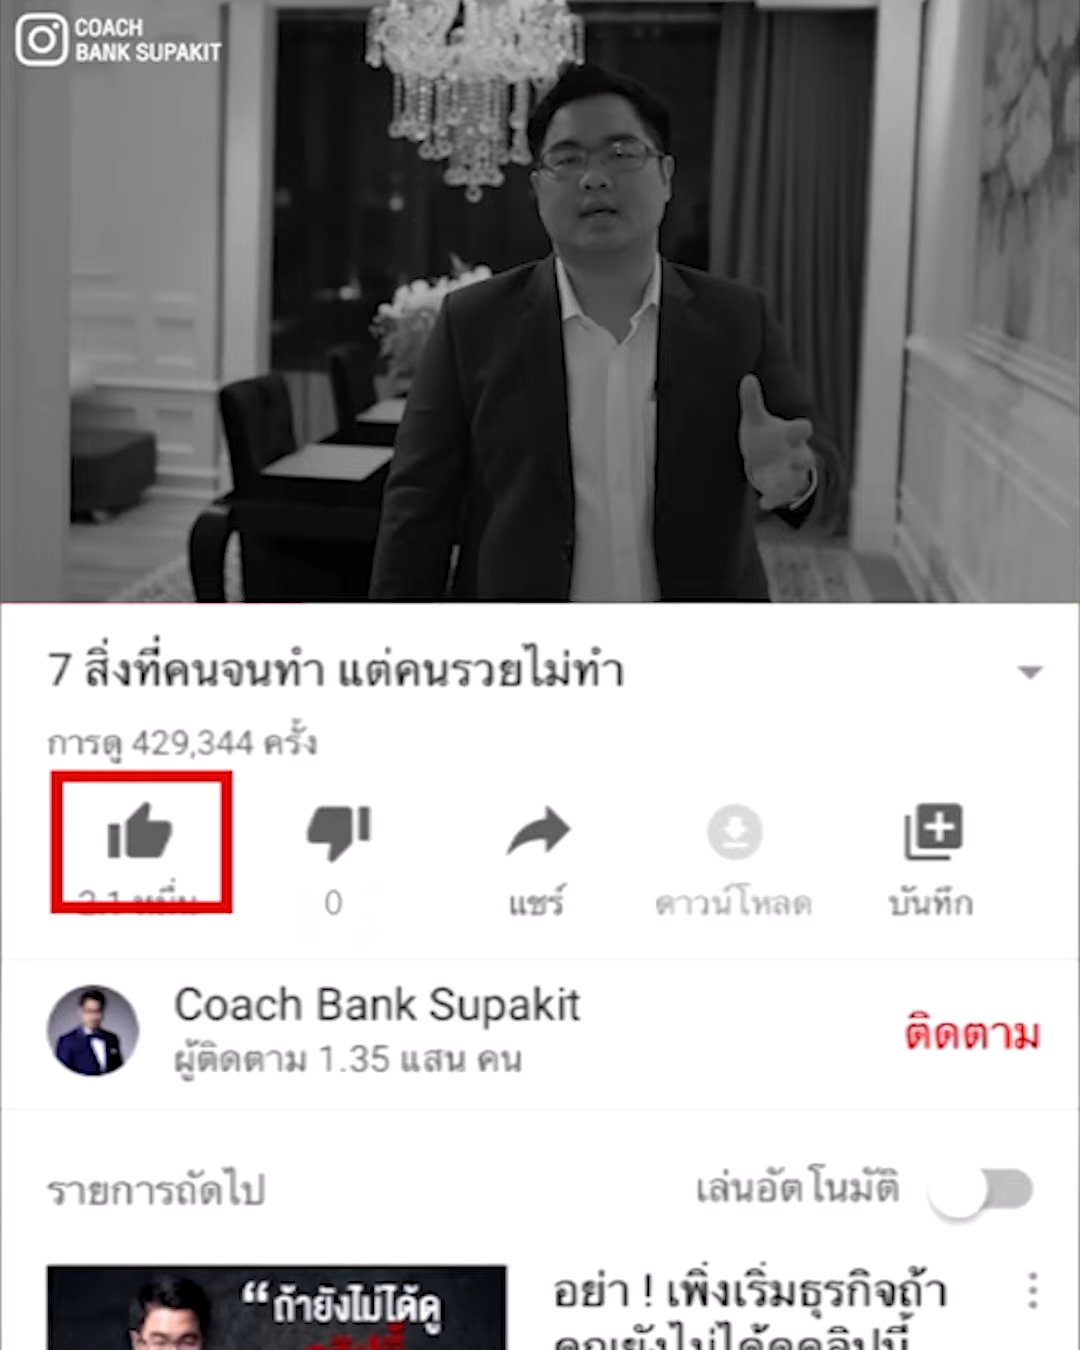 COACH
BANK SUPAKIT
7 สิ่งที่คนจนทำ แต่คนรวยไม่ทำ
การดู 429,344 ครั้ง
2.1 หมื่น
0
แชร์
ดาวน์โหลด
บันทึก
Coach Bank Supakit
ผู้ติดตาม 1.35 แสน คน
ติดตาม
รายการถัดไป
เล่นอัตโนมัติ
“ถ้ายังไม่ได้ดู
อย่า ! เพิ่งเริ่มธุรกิจถ้า
คุณยังไม่ได้ดูคลิปนี้